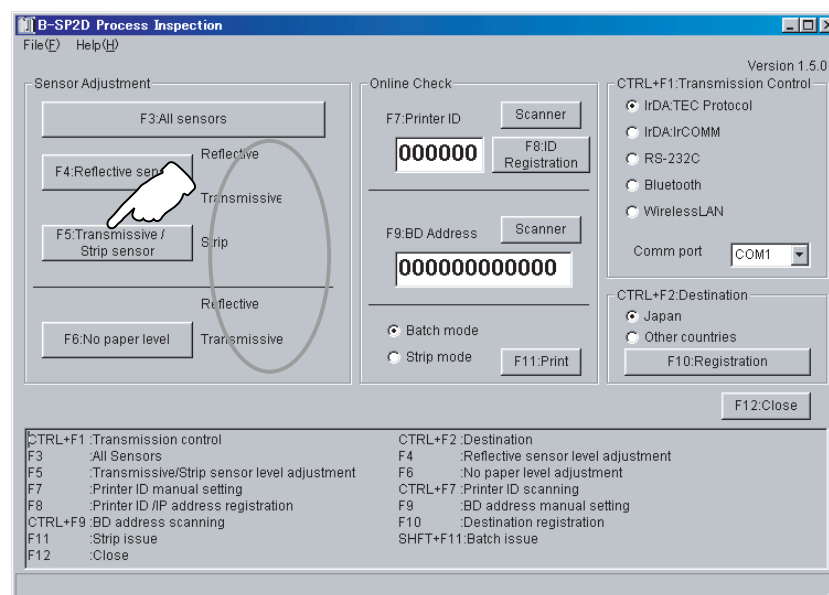 B-SP2D Process Inspection
File(F) Help(H)
Version 1.5.0
Sensor Adjustment
F3:All sensors
F4:Reflective sen
Reflective
Transmissive
F5:Transmissive /
Strip sensor
Strip
Reflective
F6:No paper level
Transmissive
Online Check
F7:Printer ID
Scanner
000000
F8:ID
Registration
F9:BD Address
Scanner
000000000000
Batch mode
Strip mode
F11:Print
CTRL+F1:Transmission Control
IrDA:TEC Protocol
IrDA:IrCOMM
RS-232C
Bluetooth
WirelessLAN
Comm port
COM1
CTRL+F2:Destination
Japan
Other countries
F10:Registration
F12:Close
CTRL+F1 :Transmission control CTRL+F2 :Destination
F3 :All Sensors F4 :Reflective sensor level adjustment
F5 :Transmissive/Strip sensor level adjustment F6 :No paper level adjustment
F7 :Printer ID manual setting CTRL+F7 :Printer ID scanning
F8 :Printer ID /IP address registration F9 :BD address manual setting
CTRL+F9 :BD address scanning F10 :Destination registration
F11 :Strip issue SHFT+F11:Batch issue
F12 :Close